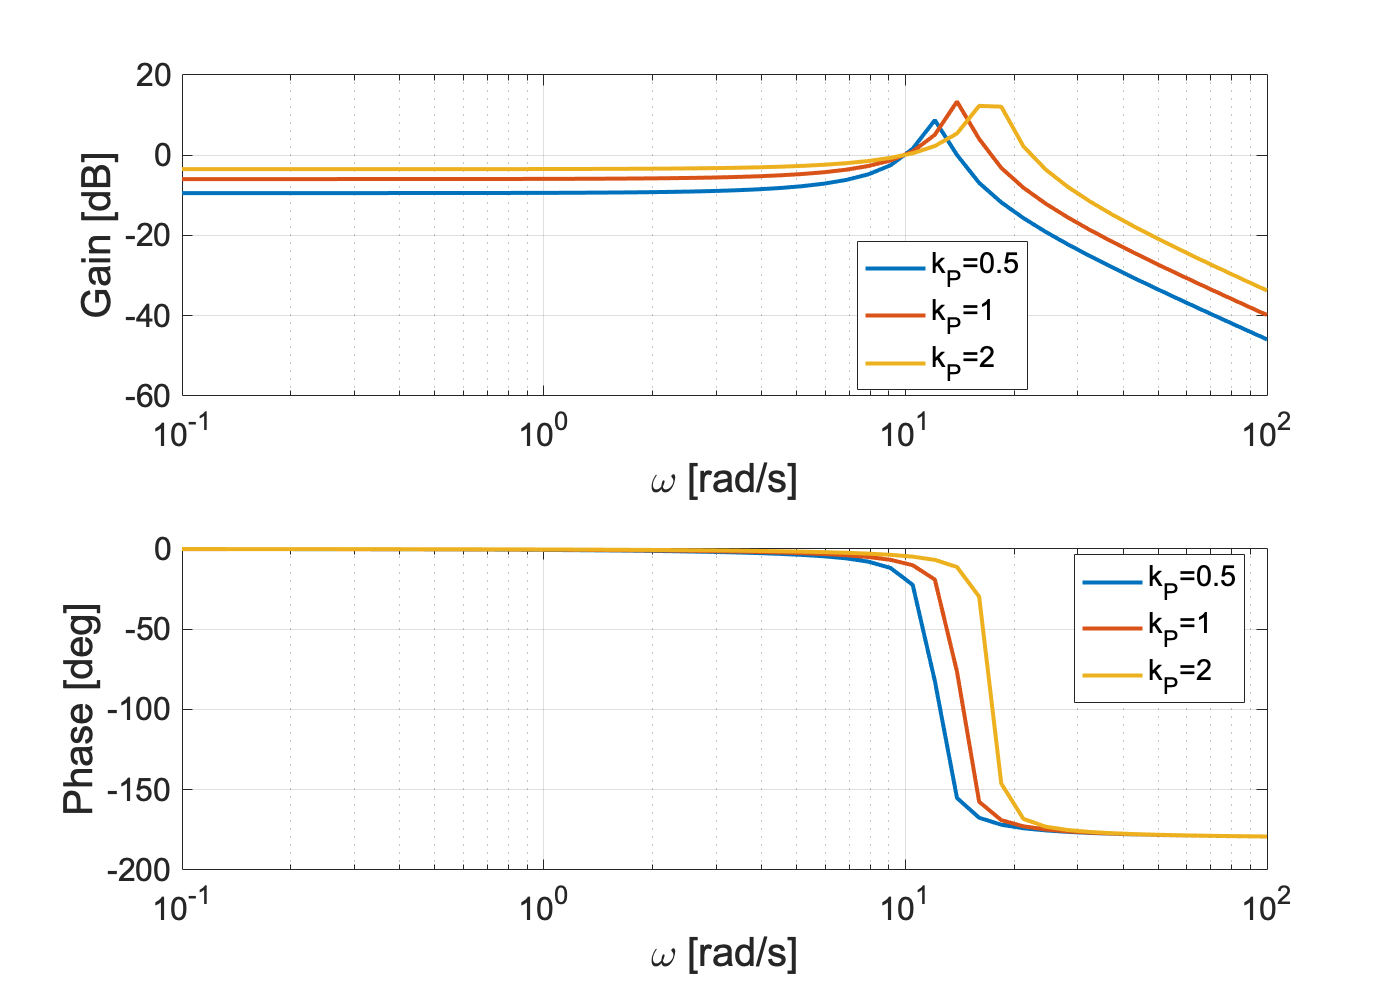 20
0
-20
-40
-60
Gain [dB]
k_P=0.5
k_P=1
k_P=2
10^-1
10^0
10^1
10^2
ω [rad/s]
0
-50
-100
-150
-200
Phase [deg]
k_P=0.5
k_P=1
k_P=2
10^-1
10^0
10^1
10^2
ω [rad/s]